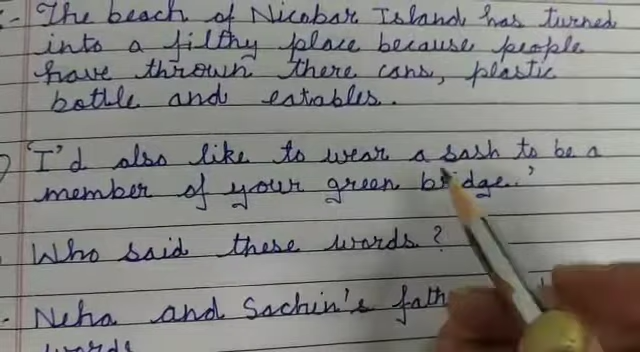 :- The beach of Nicobar Island has turned
into a filthy place because people
have thrown there cans, plastic
bottle and eatables.
) 'I'd also like to wear a sash to be a
member of your green bridge.'
Who said these words?
Neha and Sachin's
words